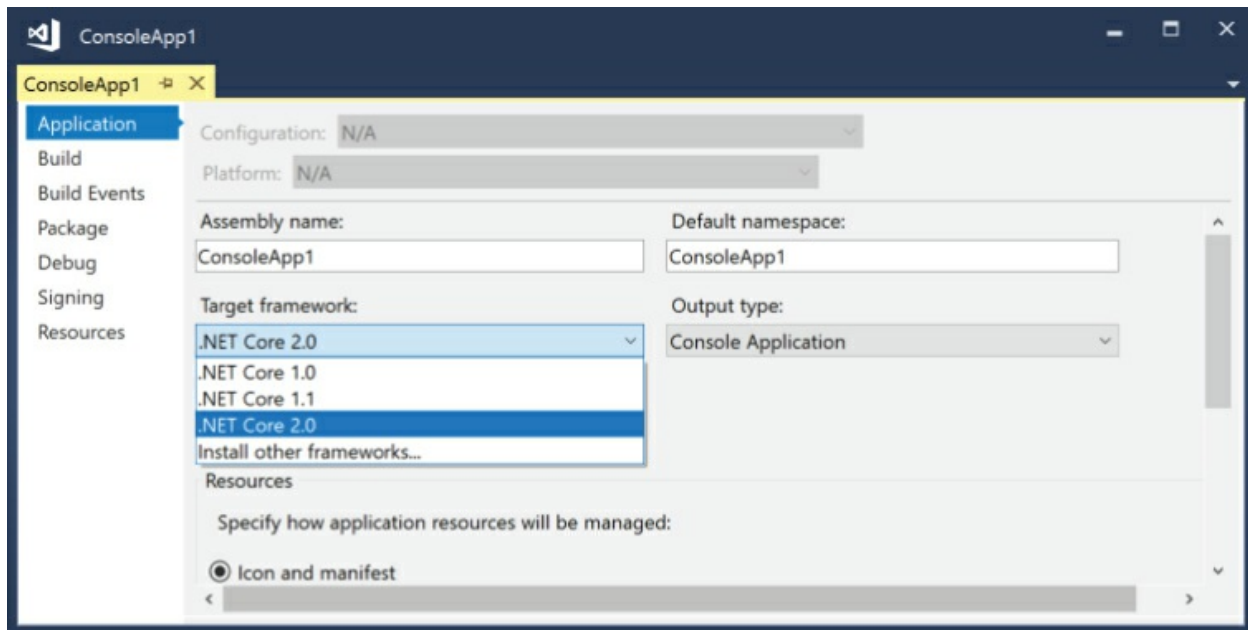 ConsoleApp1
ConsoleApp1
Application
Build
Build Events
Package
Debug
Signing
Resources
Configuration: N/A
Platform: N/A
Assembly name:
ConsoleApp1
Default namespace:
ConsoleApp1
Target framework:
.NET Core 2.0
.NET Core 1.0
.NET Core 1.1
.NET Core 2.0
Install other frameworks...
Output type:
Console Application
Resources
Specify how application resources will be managed:
Icon and manifest